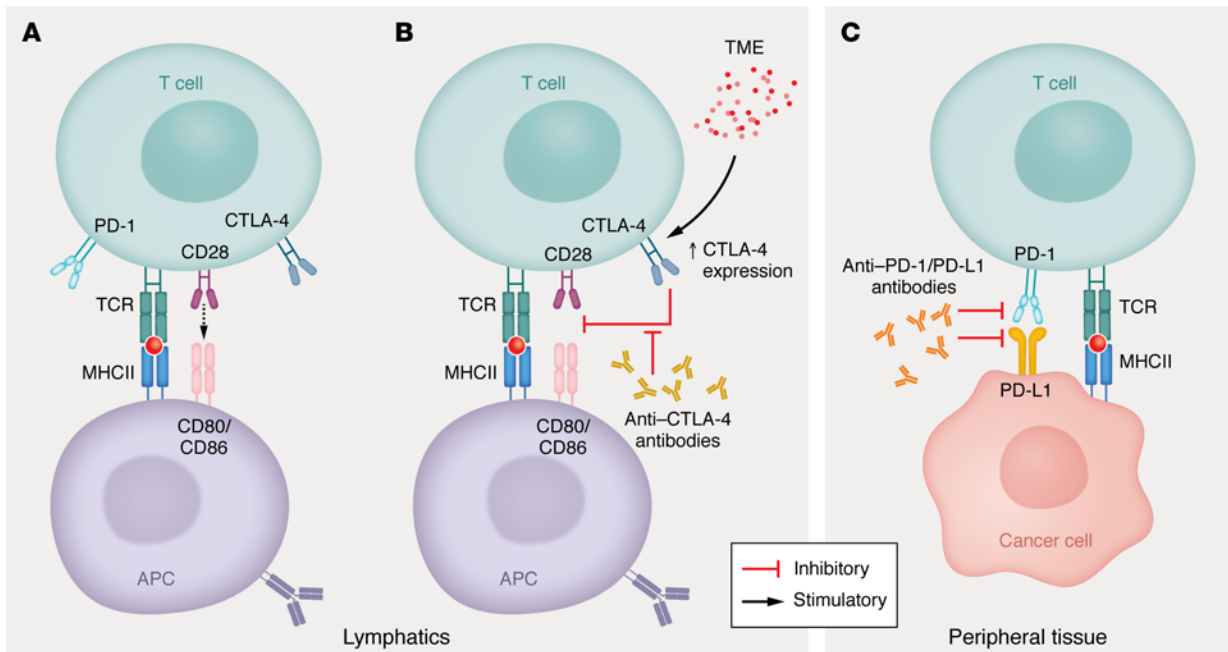 A
T cell
PD-1
CTLA-4
CD28
TCR
MHCII
CD80/
CD86
APC
B
TME
T cell
CTLA-4
CD28
↑ CTLA-4
expression
TCR
MHCII
Anti–CTLA-4
antibodies
CD80/
CD86
APC
Lymphatics
C
T cell
PD-1
Anti–PD-1/PD-L1
antibodies
TCR
MHCII
PD-L1
Cancer cell
Inhibitory
Stimulatory
Peripheral tissue